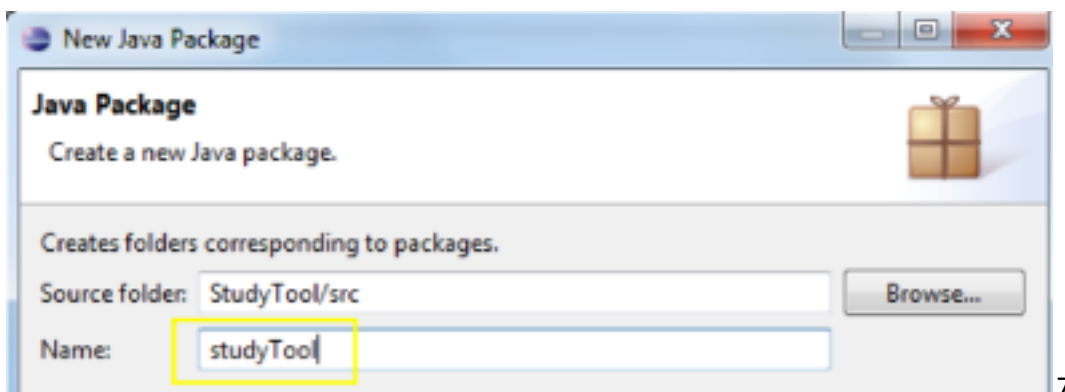 New Java Package
Java Package
Create a new Java package.
Creates folders corresponding to packages.
Source folder: StudyTool/src Browse...
Name: studyTool